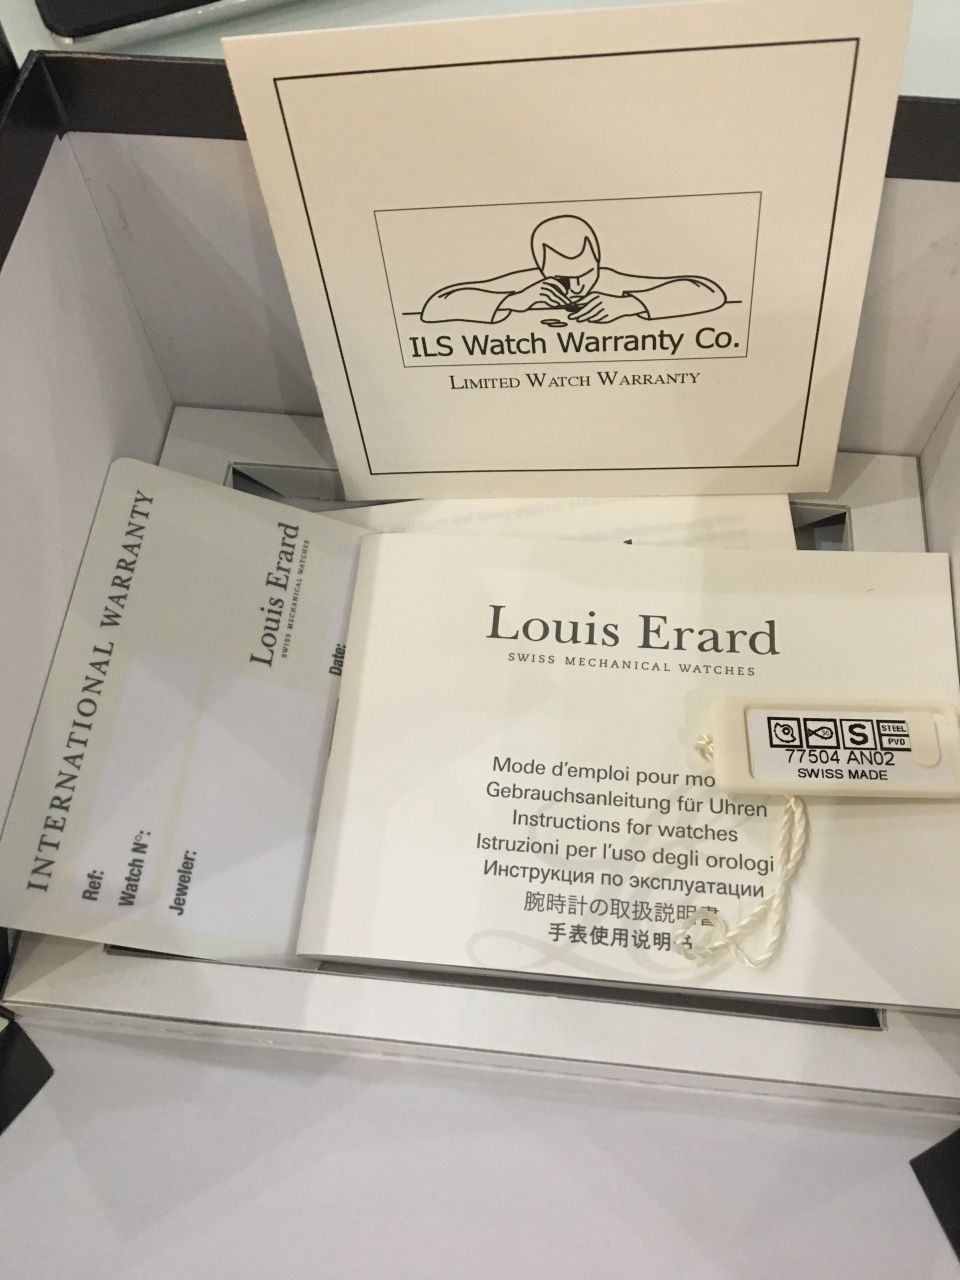 ILS Watch Warranty Co.
LIMITED WATCH WARRANTY
INTERNATIONAL WARRANTY
Louis Erard
SWISS MECHANICAL WATCHES
Ref:
Watch N°:
Jeweler:
Date:
Louis Erard
SWISS MECHANICAL WATCHES
Mode d'emploi pour mo
Gebrauchsanleitung für Uhren
Instructions for watches
Istruzioni per l'uso degli orologi
Инструкция по эксплуатации
腕時計の取扱説明書
手表使用说明书
S
STEEL
PVD
77504 AN02
SWISS MADE